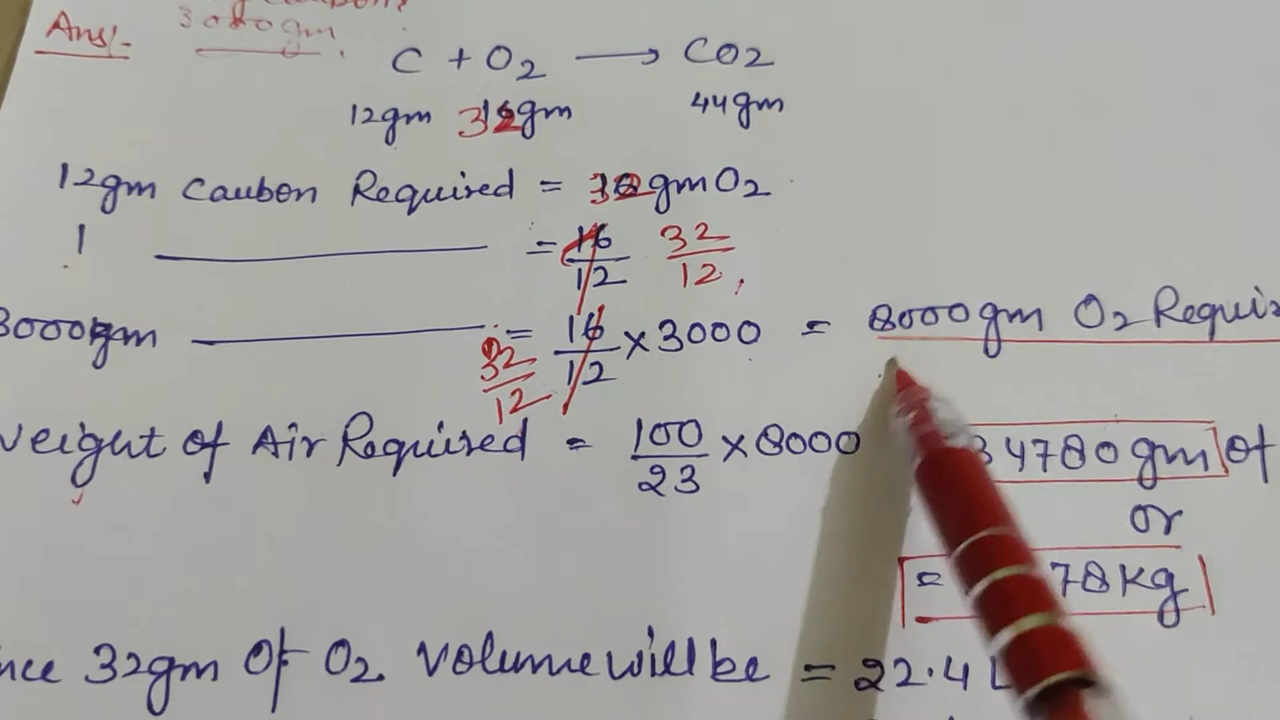 Ans:-
3000gm.
C + O2 → CO2
12gm 32gm 44gm
12gm Caubon Required = 32gm O2
1 = 16/12 32/12
3000gm = 16/12 × 3000 = 8000gm O2 Requi
32/12
Weight of Air Required = 100/23 × 8000 34780gm of
or
= 78kg
32gm Of O2 Volume will be = 22.4 L